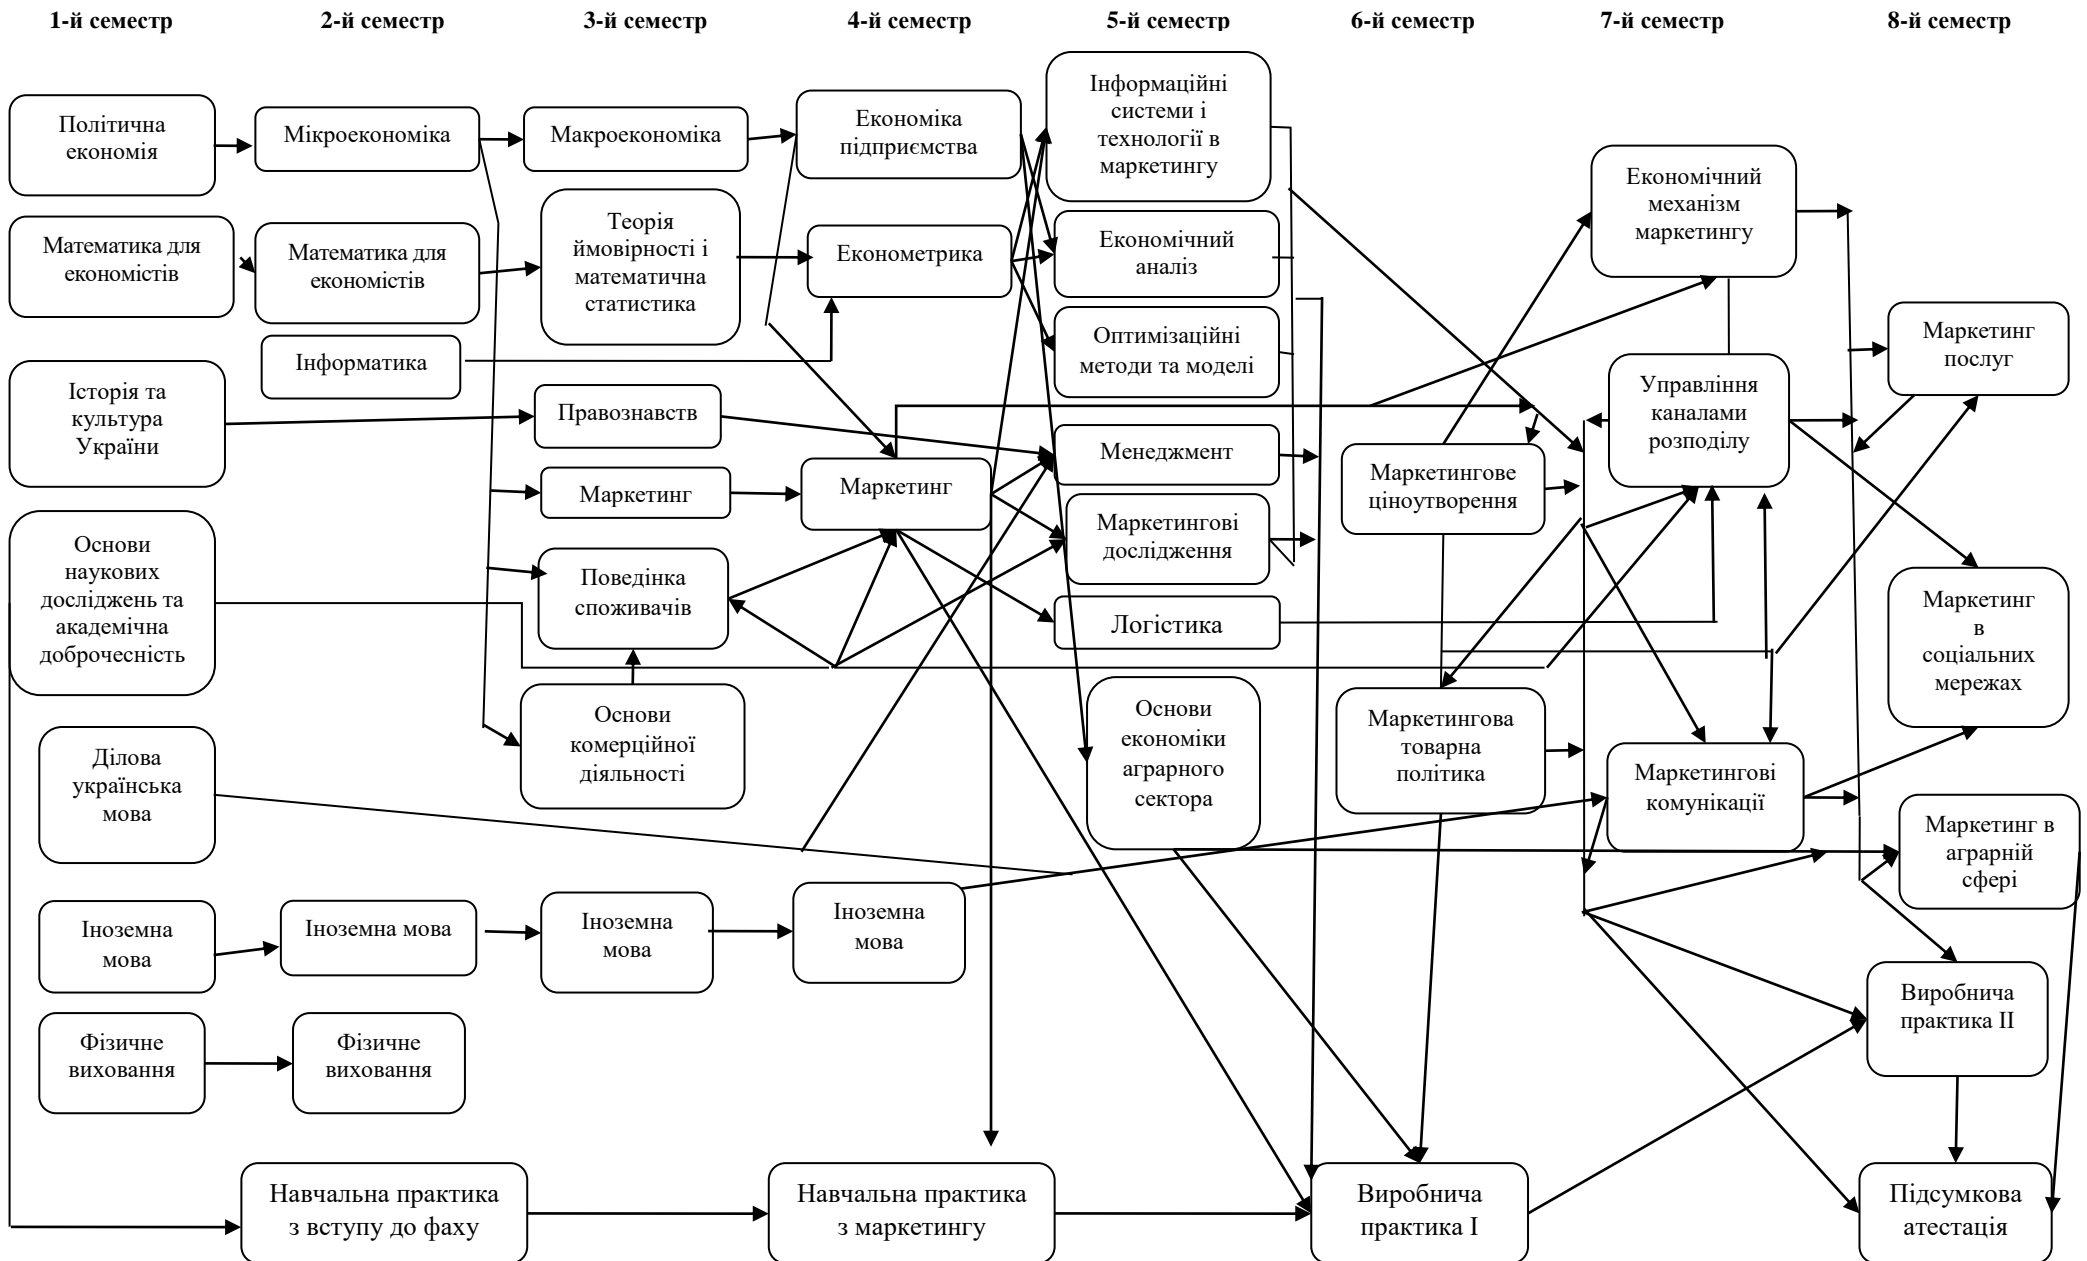 1-й семестр
2-й семестр
3-й семестр
4-й семестр
5-й семестр
6-й семестр
7-й семестр
8-й семестр
Політична
економія
Математика для
економістів
Історія та
культура
України
Основи
наукових
досліджень та
академічна
доброчесність
Ділова
українська
мова
Іноземна
мова
Фізичне
виховання
Мікроекономіка
Математика для
економістів
Інформатика
Іноземна мова
Фізичне
виховання
Навчальна практика
з вступу до фаху
Макроекономіка
Теорія
ймовірності і
математична
статистика
Правознавств
Маркетинг
Поведінка
споживачів
Основи
комерційної
діяльності
Іноземна
мова
Економіка
підприємства
Економетрика
Маркетинг
Іноземна
мова
Навчальна практика
з маркетингу
Інформаційні
системи і
технології в
маркетингу
Економічний
аналіз
Оптимізаційні
методи та моделі
Менеджмент
Маркетингові
дослідження
Логістика
Основи
економіки
аграрного
сектора
Маркетингове
ціноутворення
Маркетингова
товарна
політика
Виробнича
практика І
Економічний
механізм
маркетингу
Управління
каналами
розподілу
Маркетингові
комунікації
Маркетинг
послуг
Маркетинг
в
соціальних
мережах
Маркетинг в
аграрній
сфері
Виробнича
практика ІІ
Підсумкова
атестація